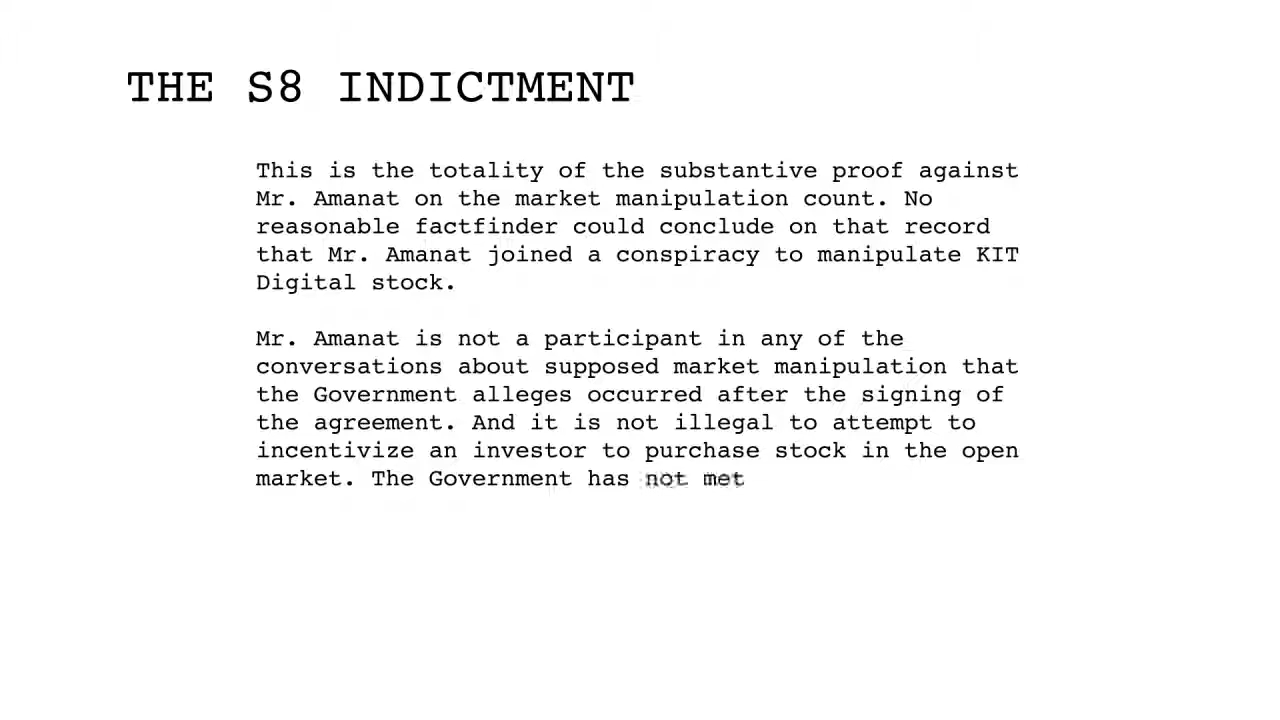 THE S8 INDICTMENT
This is the totality of the substantive proof against
Mr. Amanat on the market manipulation count. No
reasonable factfinder could conclude on that record
that Mr. Amanat joined a conspiracy to manipulate KIT
Digital stock.
Mr. Amanat is not a participant in any of the
conversations about supposed market manipulation that
the Government alleges occurred after the signing of
the agreement. And it is not illegal to attempt to
incentivize an investor to purchase stock in the open
market. The Government has not met